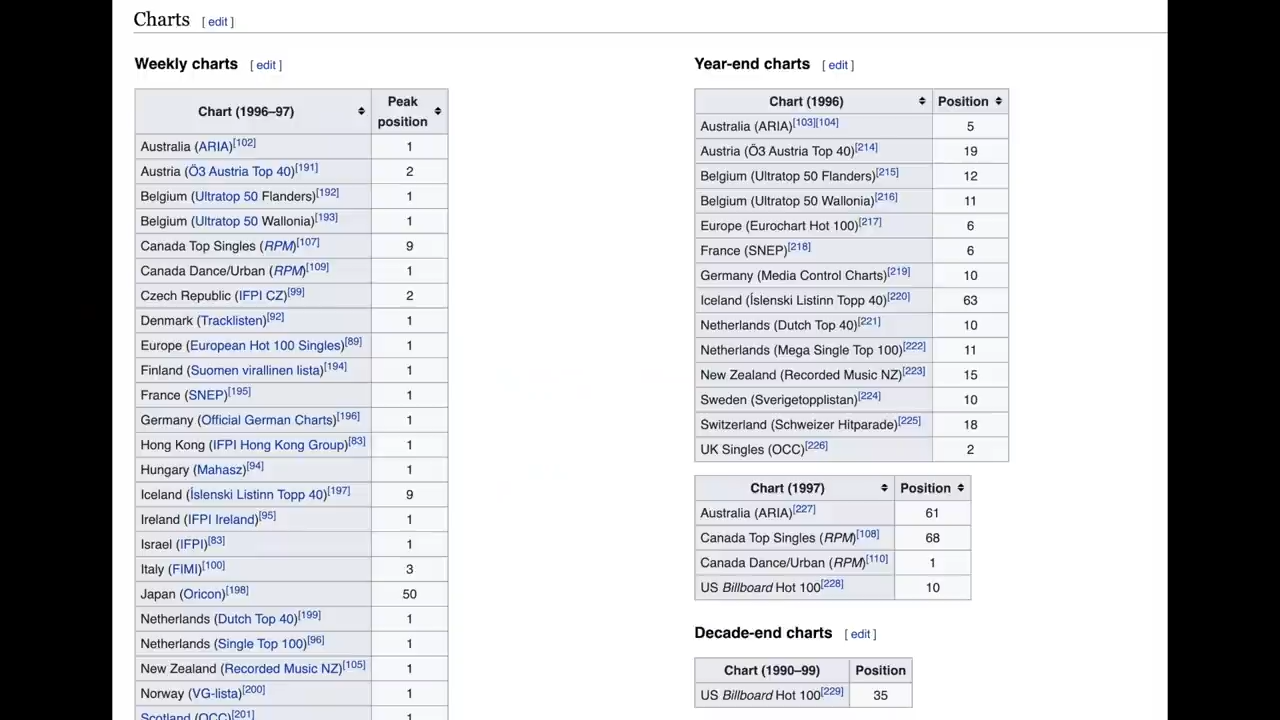 Charts [ edit ]
Weekly charts [ edit ]
Chart (1996–97) Peak position
Australia (ARIA)[102] 1
Austria (Ö3 Austria Top 40)[191] 2
Belgium (Ultratop 50 Flanders)[192] 1
Belgium (Ultratop 50 Wallonia)[193] 1
Canada Top Singles (RPM)[107] 9
Canada Dance/Urban (RPM)[109] 1
Czech Republic (IFPI CZ)[99] 2
Denmark (Tracklisten)[92] 1
Europe (European Hot 100 Singles)[89] 1
Finland (Suomen virallinen lista)[194] 1
France (SNEP)[195] 1
Germany (Official German Charts)[196] 1
Hong Kong (IFPI Hong Kong Group)[83] 1
Hungary (Mahasz)[94] 1
Iceland (Íslenski Listinn Topp 40)[197] 9
Ireland (IFPI Ireland)[95] 1
Israel (IFPI)[83] 1
Italy (FIMI)[100] 3
Japan (Oricon)[198] 50
Netherlands (Dutch Top 40)[199] 1
Netherlands (Single Top 100)[96] 1
New Zealand (Recorded Music NZ)[105] 1
Norway (VG-lista)[200] 1
Scotland (OCC)[201] 1
Year-end charts [ edit ]
Chart (1996) Position
Australia (ARIA)[103][104] 5
Austria (Ö3 Austria Top 40)[214] 19
Belgium (Ultratop 50 Flanders)[215] 12
Belgium (Ultratop 50 Wallonia)[216] 11
Europe (Eurochart Hot 100)[217] 6
France (SNEP)[218] 6
Germany (Media Control Charts)[219] 10
Iceland (Íslenski Listinn Topp 40)[220] 63
Netherlands (Dutch Top 40)[221] 10
Netherlands (Mega Single Top 100)[222] 11
New Zealand (Recorded Music NZ)[223] 15
Sweden (Sverigetopplistan)[224] 10
Switzerland (Schweizer Hitparade)[225] 18
UK Singles (OCC)[226] 2
Chart (1997) Position
Australia (ARIA)[227] 61
Canada Top Singles (RPM)[108] 68
Canada Dance/Urban (RPM)[110] 1
US Billboard Hot 100[228] 10
Decade-end charts [ edit ]
Chart (1990–99) Position
US Billboard Hot 100[229] 35